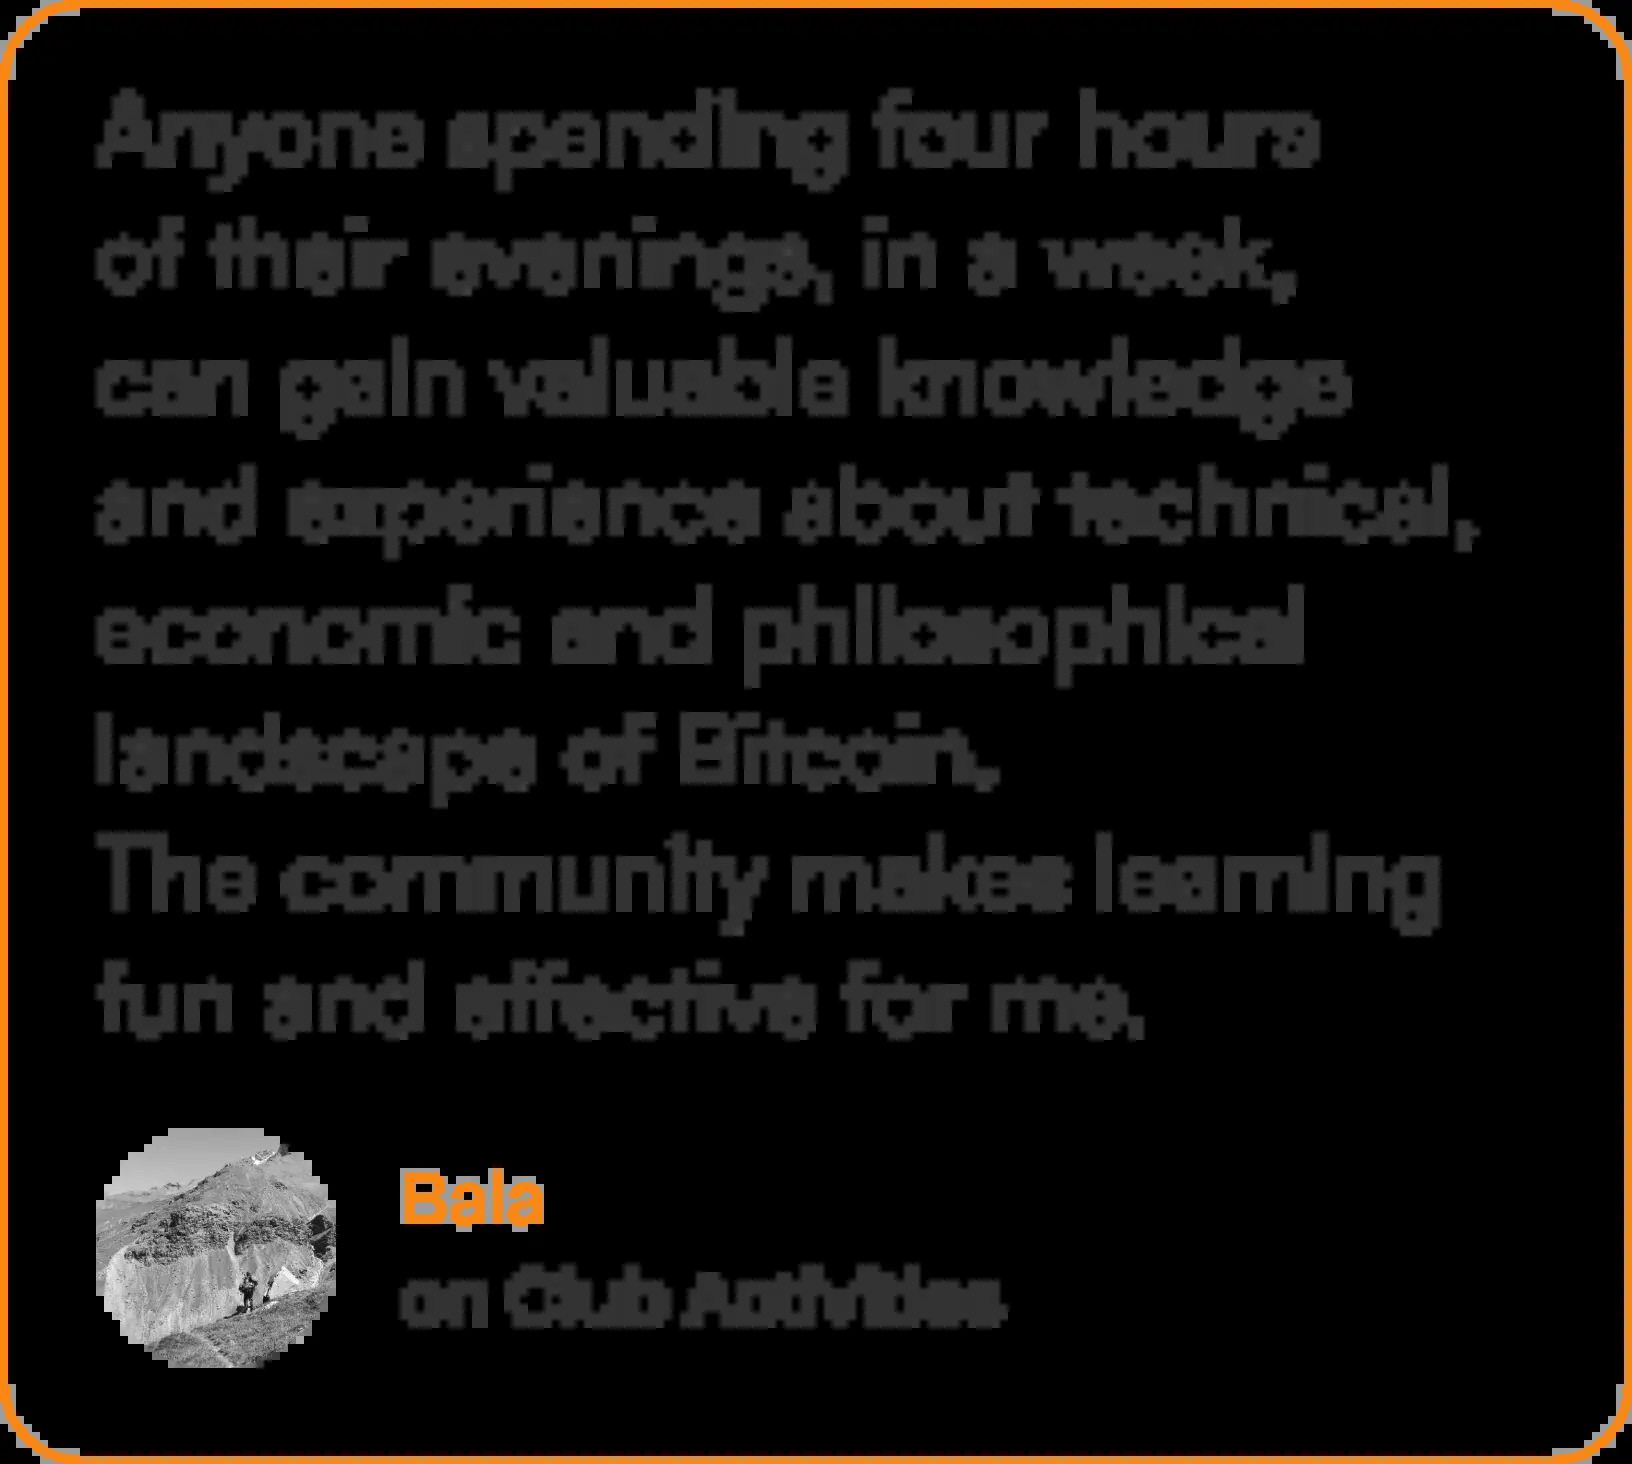 Anyone spending four hours
of their evenings, in a week,
can gain valuable knowledge
and experience about technical,
economic and philosophical
landscape of Bitcoin.
The community makes learning
fun and effective for me.
Bala
on Club Activities.